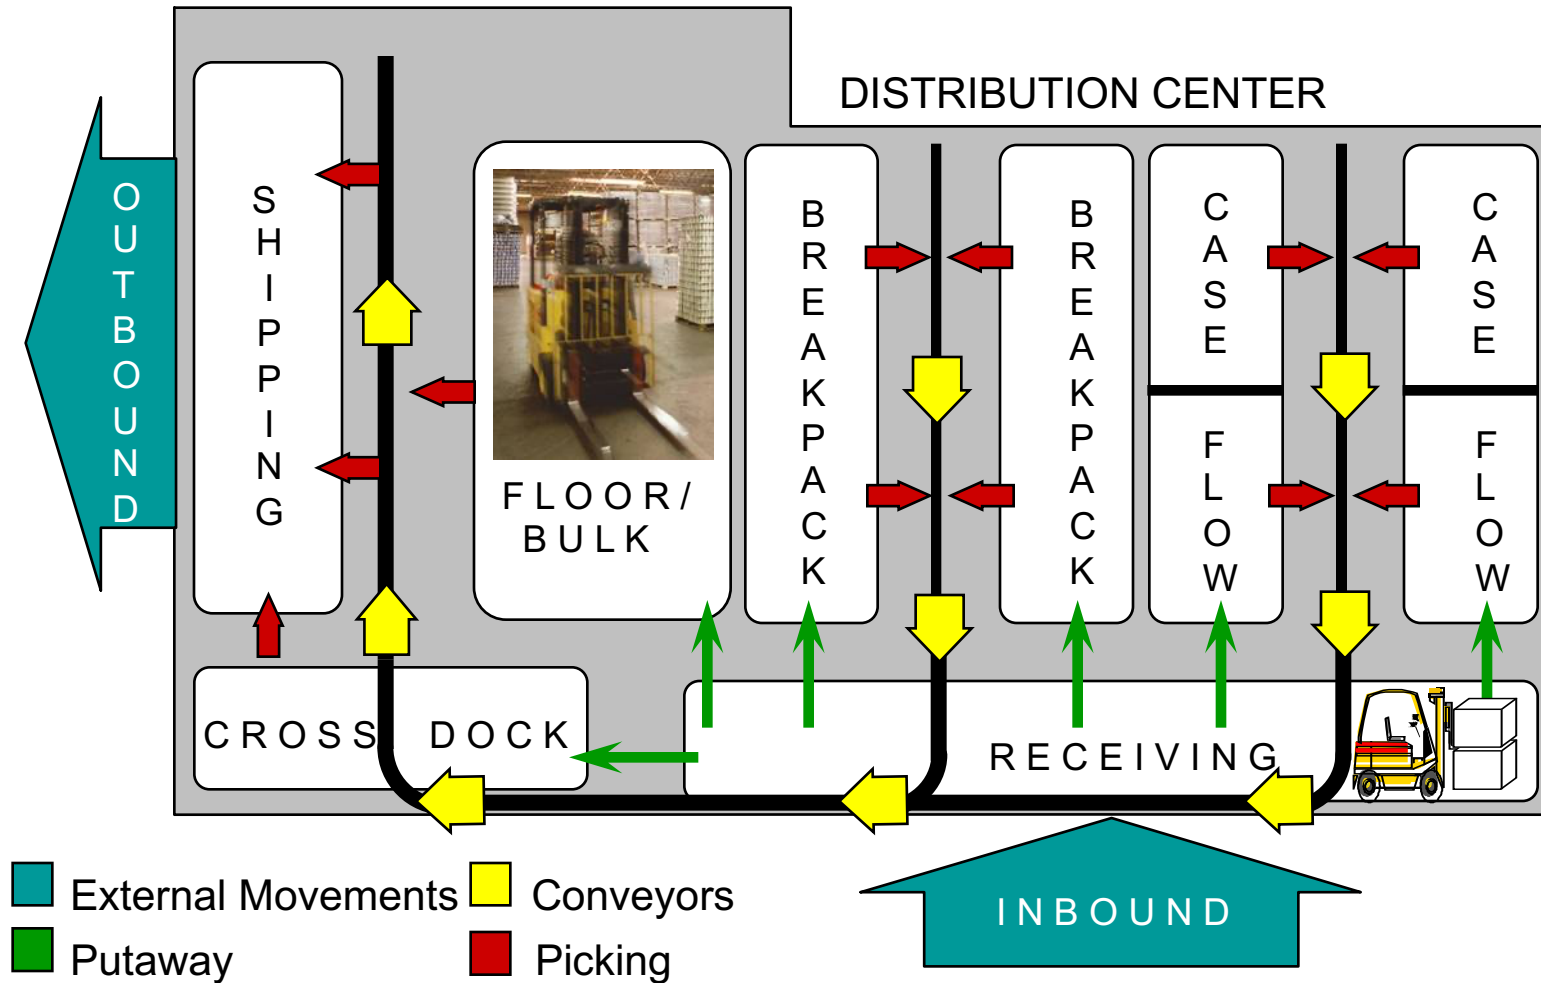 DISTRIBUTION CENTER
OUTBOUND
SHIPPING
FLOOR/
BULK
BREAKPACK
BREAKPACK
CASE
FLOW
CASE
FLOW
CROSS DOCK
RECEIVING
INBOUND
External Movements
Conveyors
Putaway
Picking